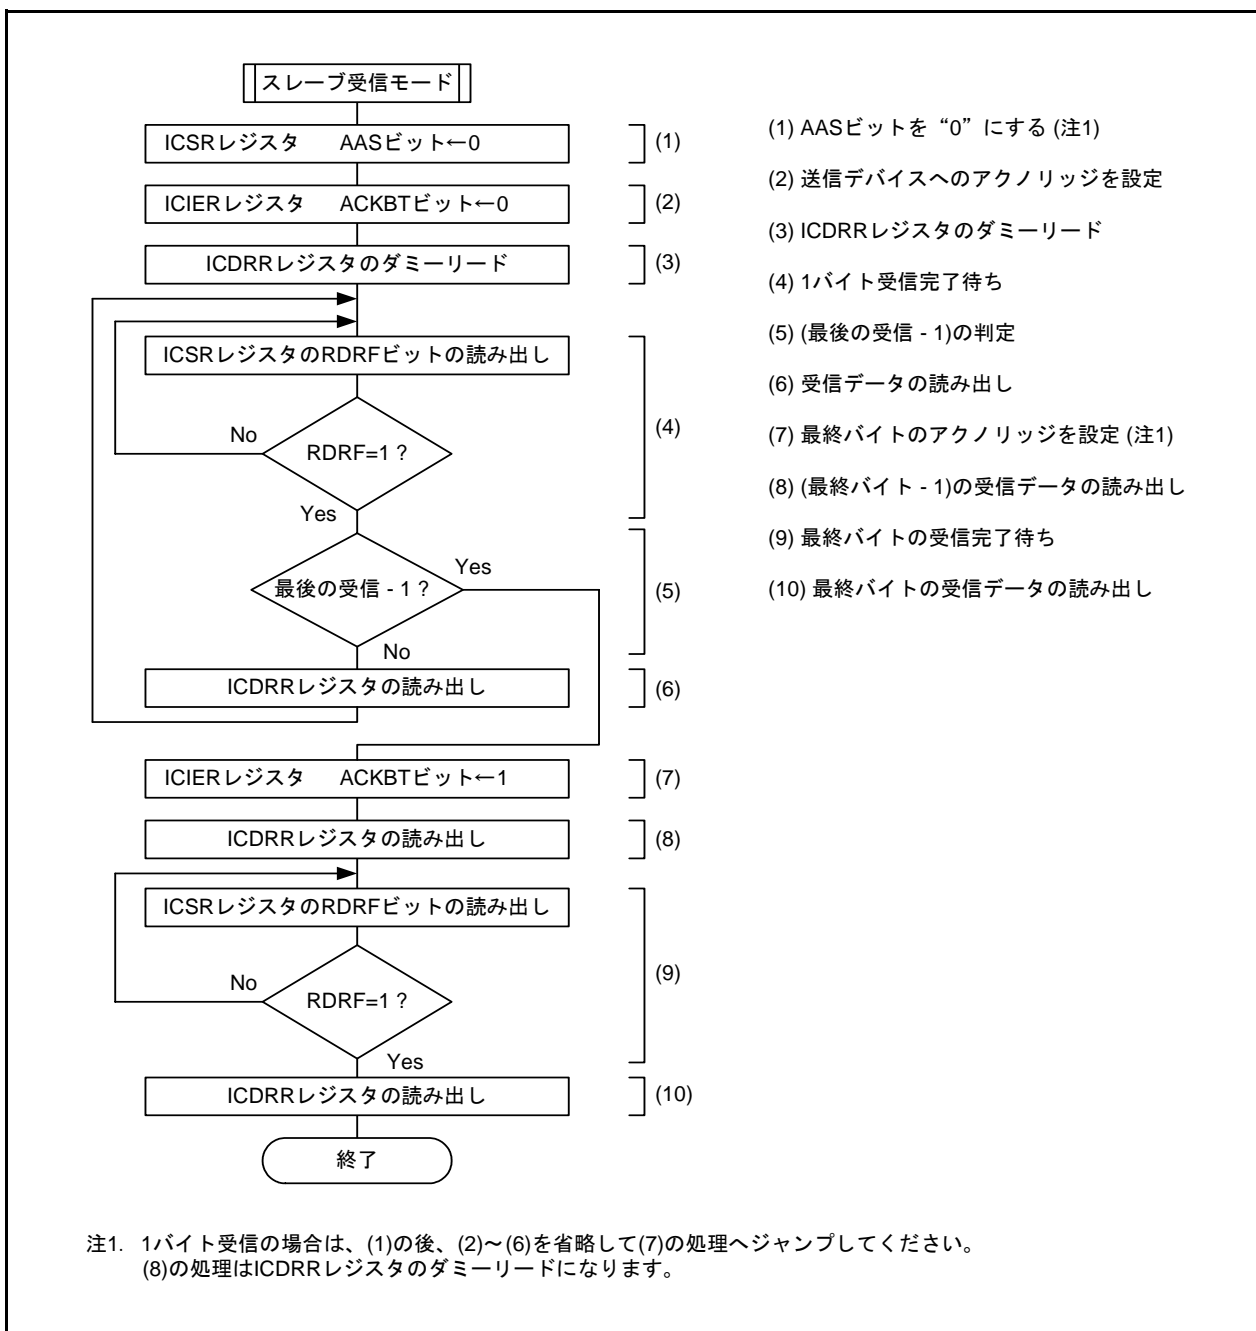 スレーブ受信モード
ICSRレジスタ　AASビット←0
(1)
ICIERレジスタ　ACKBTビット←0
(2)
ICDRRレジスタのダミーリード
(3)
ICSRレジスタのRDRFビットの読み出し
No
RDRF=1？
(4)
Yes
最後の受信 - 1？
Yes
(5)
No
ICDRRレジスタの読み出し
(6)
ICIERレジスタ　ACKBTビット←1
(7)
ICDRRレジスタの読み出し
(8)
ICSRレジスタのRDRFビットの読み出し
No
RDRF=1？
(9)
Yes
ICDRRレジスタの読み出し
(10)
終了
(1) AASビットを“0”にする (注1)
(2) 送信デバイスへのアクノリッジを設定
(3) ICDRRレジスタのダミーリード
(4) 1バイト受信完了待ち
(5) (最後の受信 - 1)の判定
(6) 受信データの読み出し
(7) 最終バイトのアクノリッジを設定 (注1)
(8) (最終バイト - 1)の受信データの読み出し
(9) 最終バイトの受信完了待ち
(10) 最終バイトの受信データの読み出し
注1. 1バイト受信の場合は、(1)の後、(2)～(6)を省略して(7)の処理へジャンプしてください。
(8)の処理はICDRRレジスタのダミーリードになります。